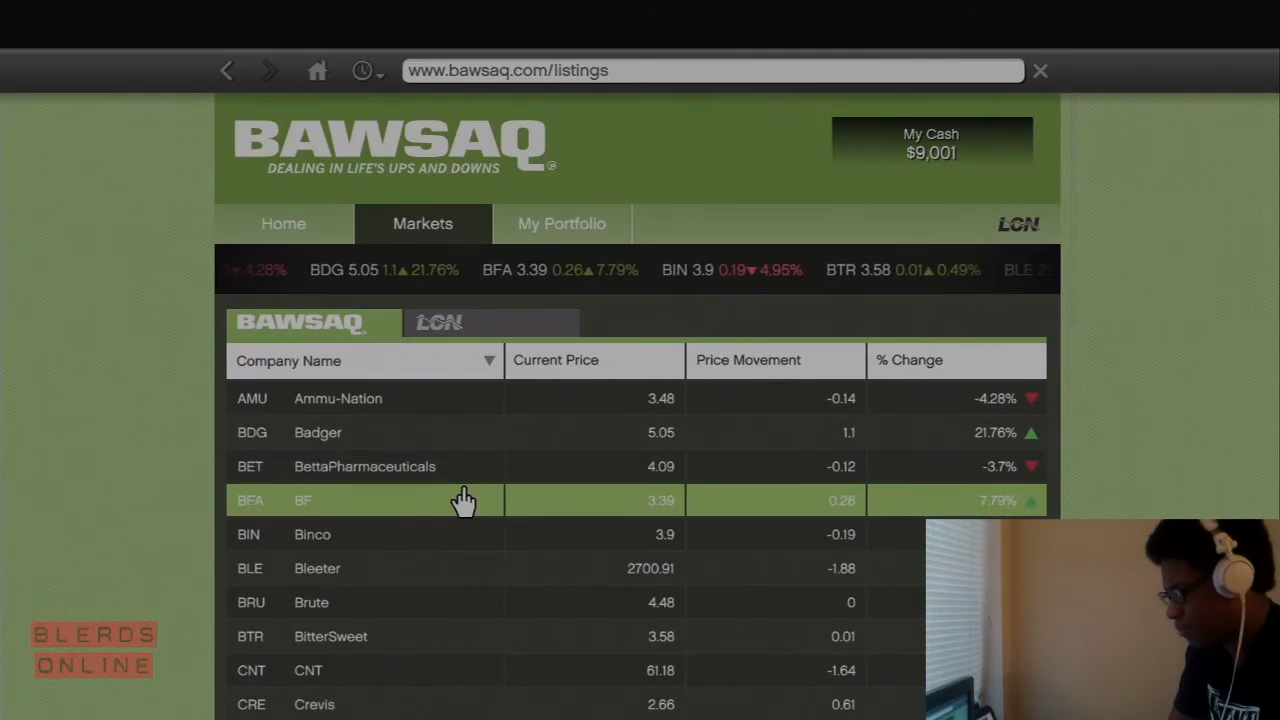 www.bawsaq.com/listings
BAWSAQ
DEALING IN LIFE'S UPS AND DOWNS
My Cash
$9,001
Home Markets My Portfolio LCN
4.28% BDG 5.05 1.1▲21.76% BFA 3.39 0.26▲7.79% BIN 3.9 0.19▼4.95% BTR 3.58 0.01▲0.49% BLE
BAWSAQ LCN
Company Name Current Price Price Movement % Change
AMU Ammu-Nation 3.48 -0.14 -4.28%
BDG Badger 5.05 1.1 21.76%
BET BettaPharmaceuticals 4.09 -0.12 -3.7%
BFA BF 3.39 0.26 7.79%
BIN Binco 3.9 -0.19
BLE Bleeter 2700.91 -1.88
BRU Brute 4.48 0
BTR BitterSweet 3.58 0.01
CNT CNT 61.18 -1.64
CRE Crevis 2.66 0.61
BLERDS
ONLINE